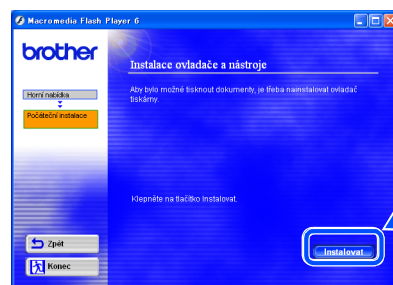 Macromedia Flash Player 6
brother
Instalace ovladače a nástroje
Horní nabídka
Počáteční instalace
Aby bylo možné tisknout dokumenty, je třeba nainstalovat ovladač
tiskárny.
Klepněte na tlačítko Instalovat.
Zpět
Konec
Instalovat